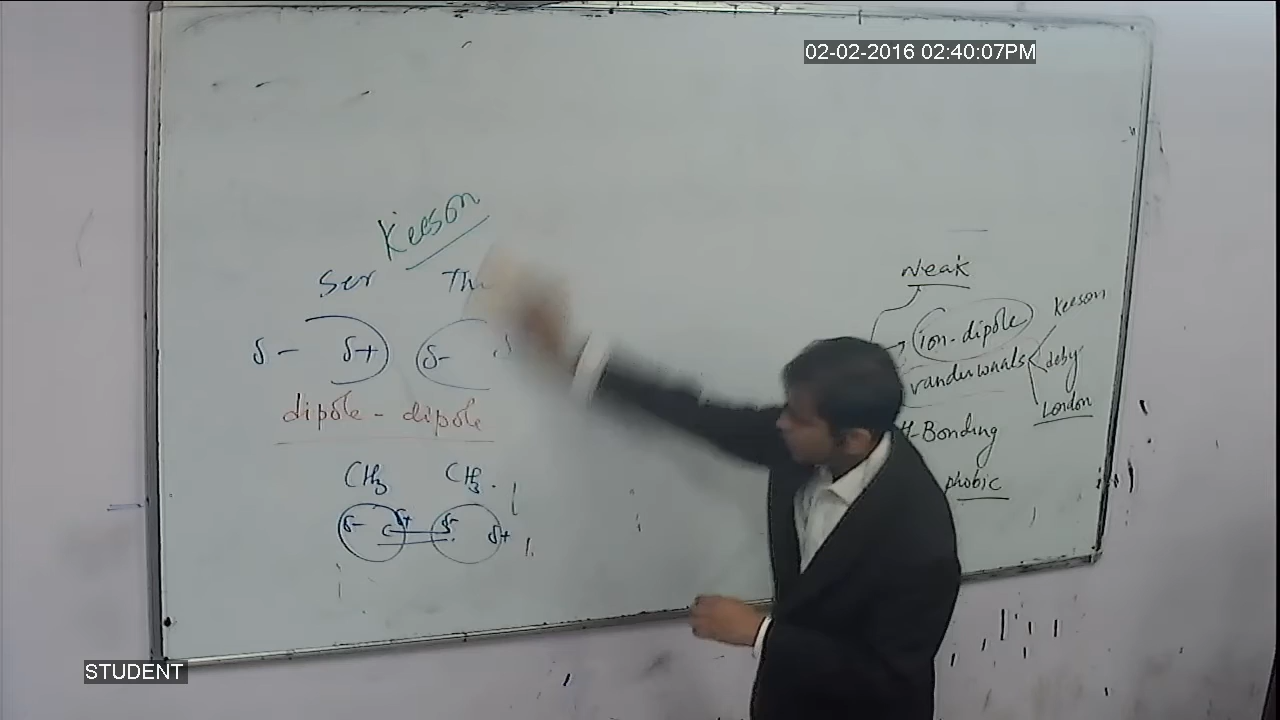 02-02-2016 02:40:07PM
Keeson
Ser
δ- δ+ δ-
dipole - dipole
CH3 CH3
δ- δ+ δ- δ+
Weak
ion-dipole
vanderwaals
Keeson
deby
London
H-Bonding
phobic
STUDENT